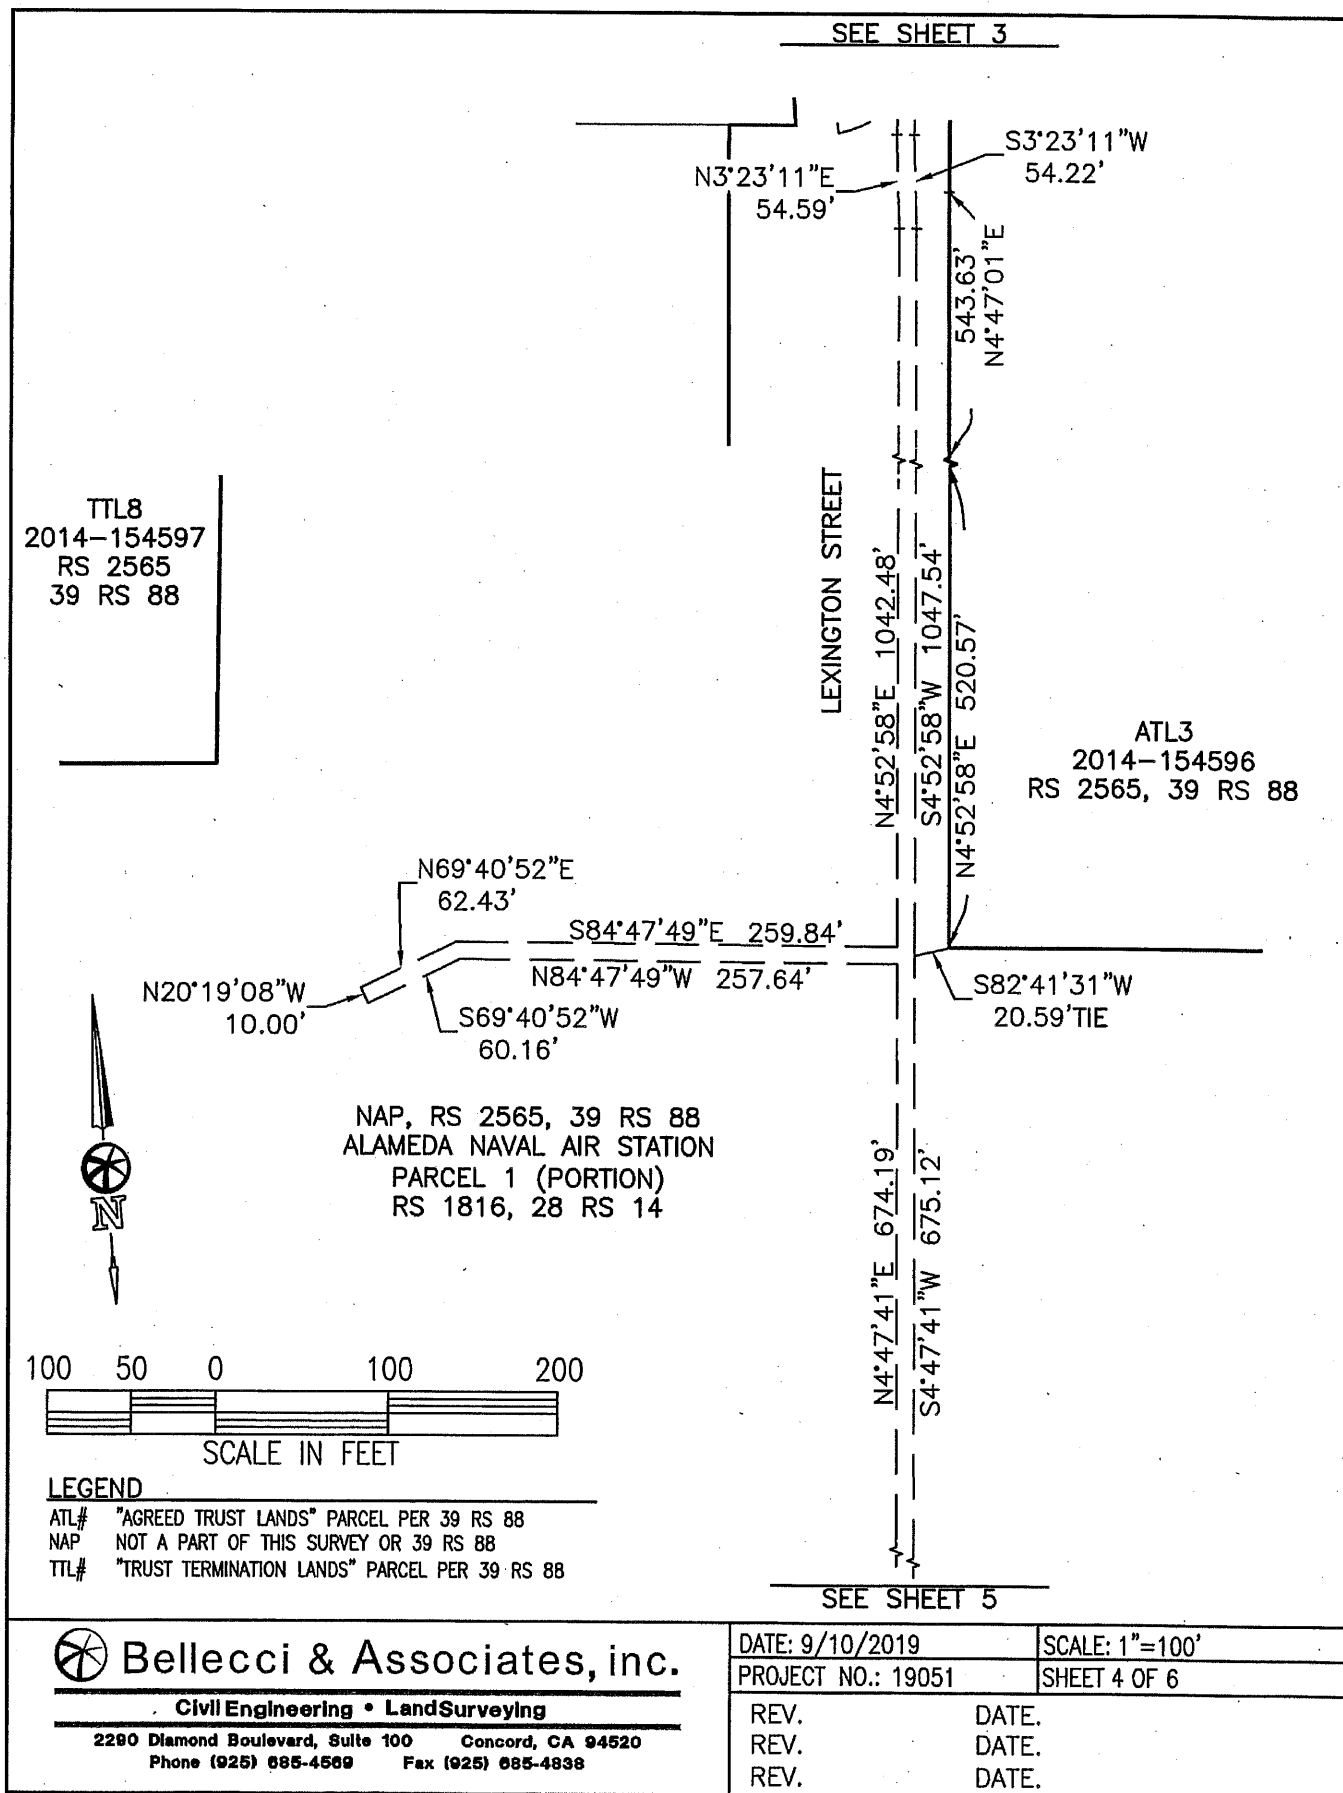 SEE SHEET 3
S3°23'11"W
54.22'
N3°23'11"E
54.59'
543.63'
N4°47'01"E
TTL8
2014-154597
RS 2565
39 RS 88
LEXINGTON STREET
N4°52'58"E 1042.48'
S4°52'58"W 1047.54'
N4°52'58"E 520.57'
ATL3
2014-154596
RS 2565, 39 RS 88
N69°40'52"E
62.43'
S84°47'49"E 259.84'
N84°47'49"W 257.64'
N20°19'08"W
10.00'
S69°40'52"W
60.16'
S82°41'31"W
20.59'TIE
NAP, RS 2565, 39 RS 88
ALAMEDA NAVAL AIR STATION
PARCEL 1 (PORTION)
RS 1816, 28 RS 14
N4°47'41"E 674.19'
S4°47'41"W 675.12'
N
100 50 0 100 200
SCALE IN FEET
LEGEND
ATL# "AGREED TRUST LANDS" PARCEL PER 39 RS 88
NAP NOT A PART OF THIS SURVEY OR 39 RS 88
TTL# "TRUST TERMINATION LANDS" PARCEL PER 39 RS 88
SEE SHEET 5
Bellecci & Associates, inc.
Civil Engineering • Land Surveying
2290 Diamond Boulevard, Suite 100 Concord, CA 94520
Phone (925) 685-4569 Fax (925) 685-4838
DATE: 9/10/2019
SCALE: 1"=100'
PROJECT NO.: 19051
SHEET 4 OF 6
REV. DATE.
REV. DATE.
REV. DATE.